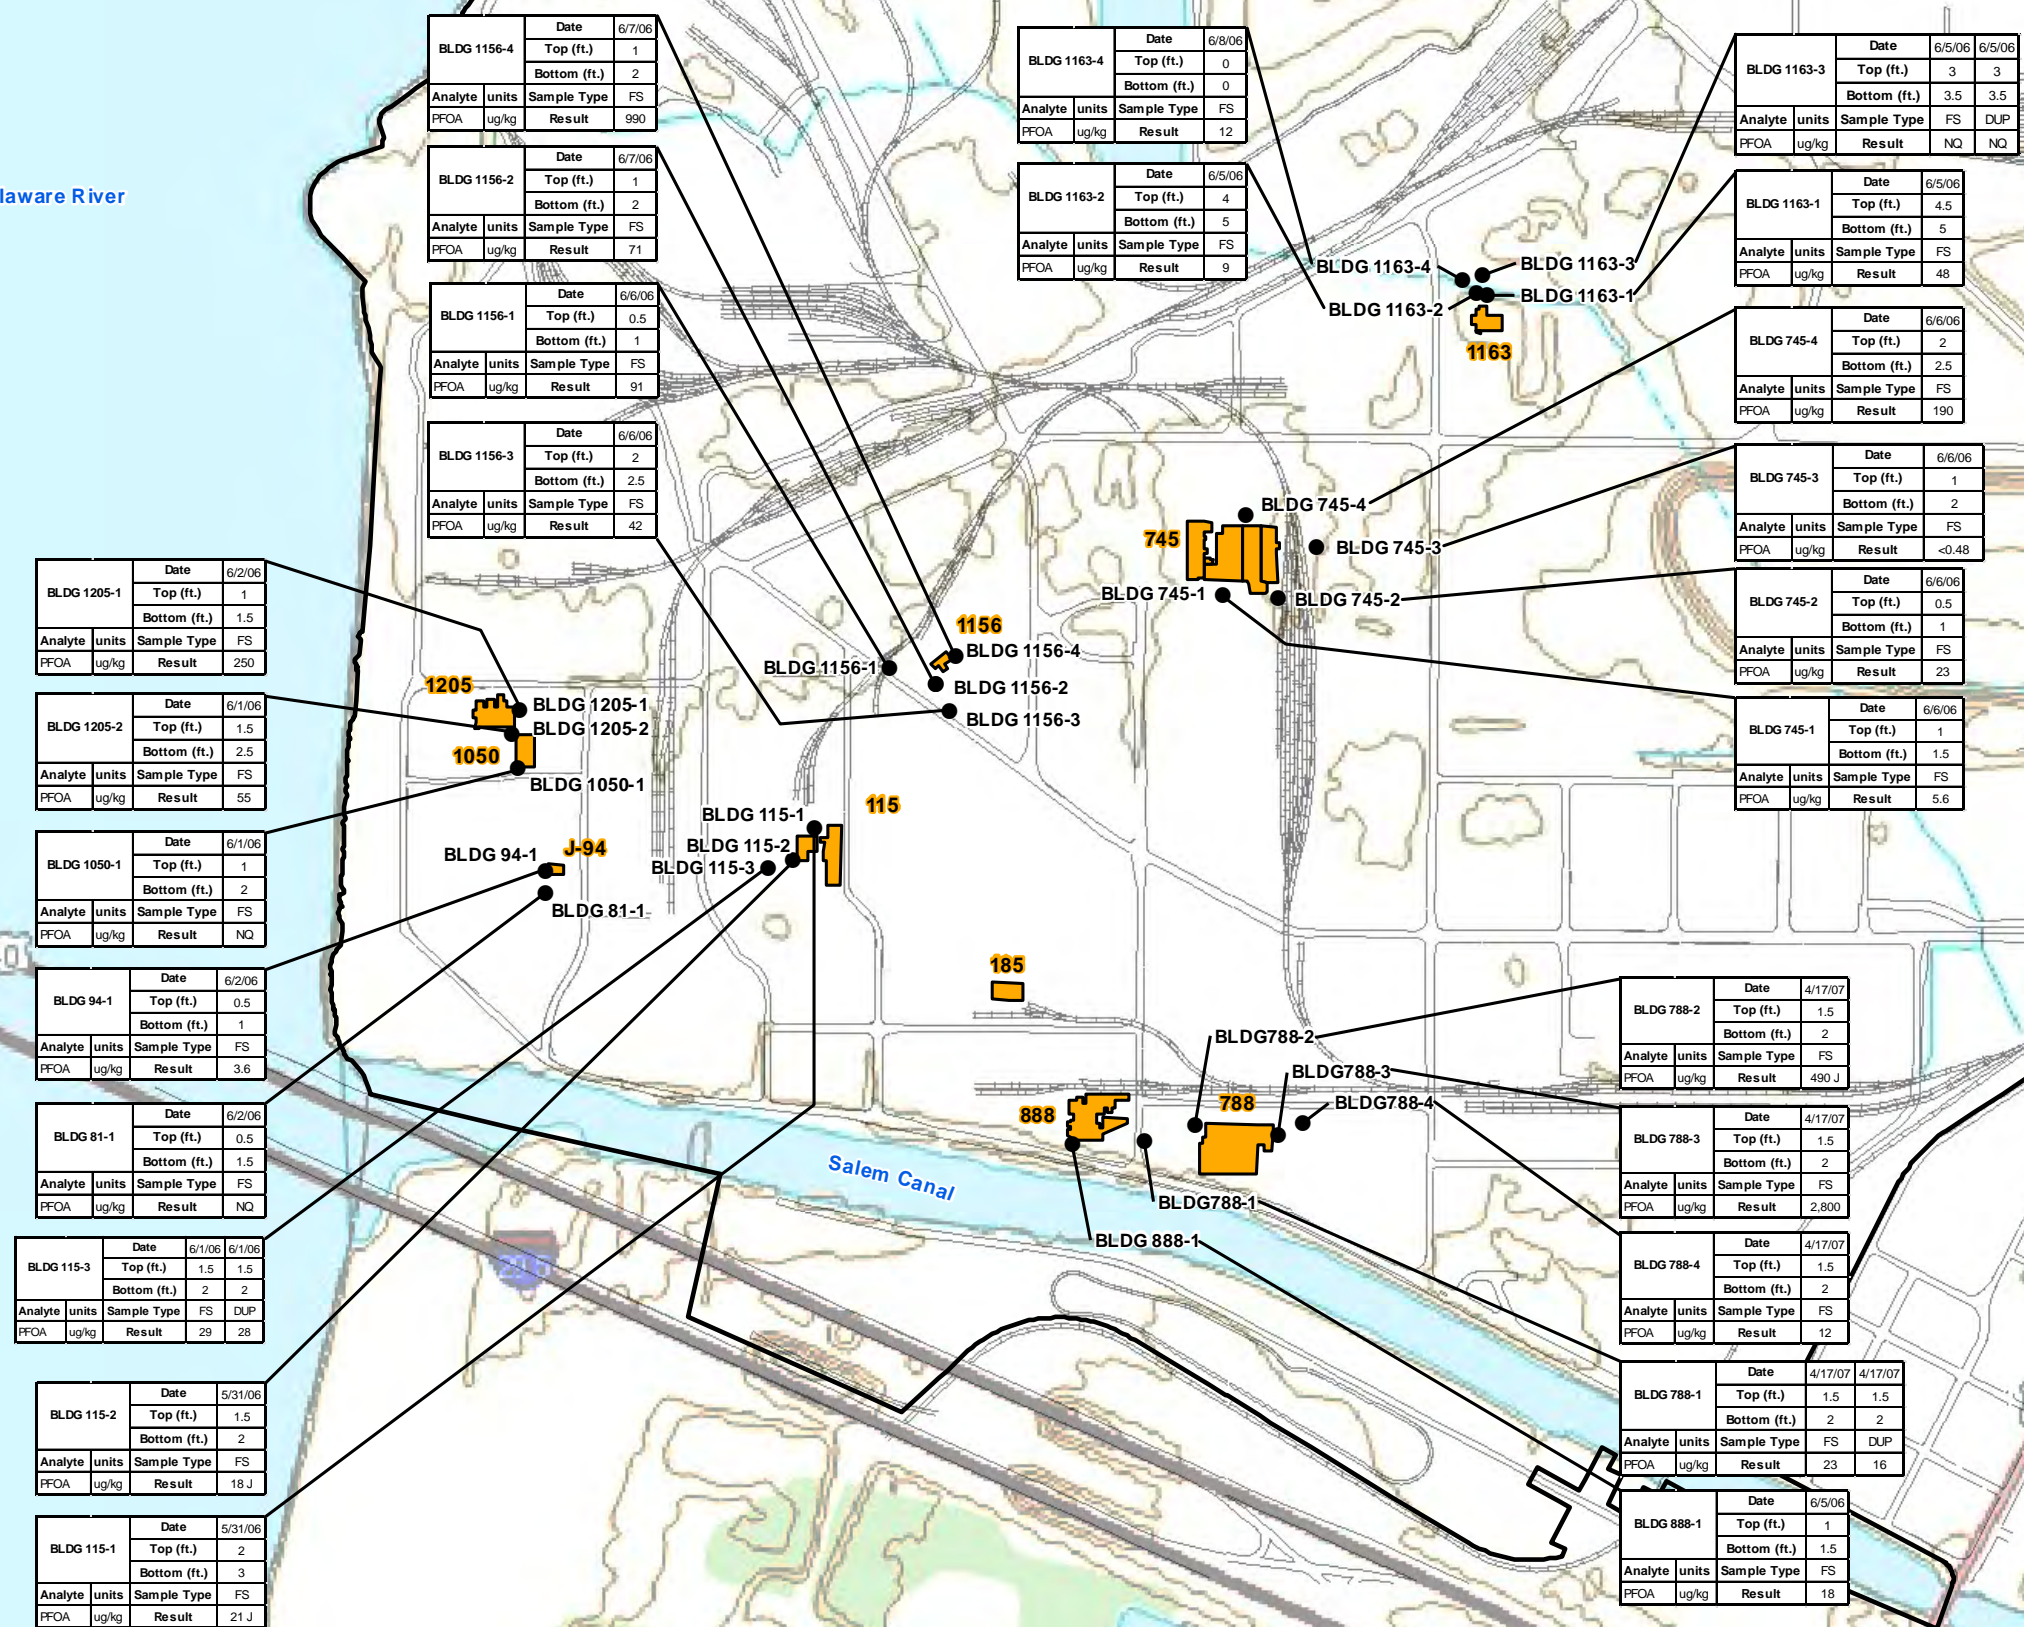 BLDG 1156-4 Date 6/7/06
Top (ft.) 1
Bottom (ft.) 2
Analyte units Sample Type FS
PFOA ug/kg Result 990
BLDG 1156-2 Date 6/7/06
Top (ft.) 1
Bottom (ft.) 2
Analyte units Sample Type FS
PFOA ug/kg Result 71
BLDG 1156-1 Date 6/6/06
Top (ft.) 0.5
Bottom (ft.) 1
Analyte units Sample Type FS
PFOA ug/kg Result 91
BLDG 1156-3 Date 6/6/06
Top (ft.) 2
Bottom (ft.) 2.5
Analyte units Sample Type FS
PFOA ug/kg Result 42
BLDG 1163-4 Date 6/8/06
Top (ft.) 0
Bottom (ft.) 0
Analyte units Sample Type FS
PFOA ug/kg Result 12
BLDG 1163-2 Date 6/5/06
Top (ft.) 4
Bottom (ft.) 5
Analyte units Sample Type FS
PFOA ug/kg Result 9
BLDG 1163-3 Date 6/5/06 6/5/06
Top (ft.) 3 3
Bottom (ft.) 3.5 3.5
Analyte units Sample Type FS DUP
PFOA ug/kg Result NQ NQ
BLDG 1163-1 Date 6/5/06
Top (ft.) 4.5
Bottom (ft.) 5
Analyte units Sample Type FS
PFOA ug/kg Result 48
BLDG 745-4 Date 6/6/06
Top (ft.) 2
Bottom (ft.) 2.5
Analyte units Sample Type FS
PFOA ug/kg Result 190
BLDG 745-3 Date 6/6/06
Top (ft.) 1
Bottom (ft.) 2
Analyte units Sample Type FS
PFOA ug/kg Result <0.48
BLDG 745-2 Date 6/6/06
Top (ft.) 0.5
Bottom (ft.) 1
Analyte units Sample Type FS
PFOA ug/kg Result 23
BLDG 745-1 Date 6/6/06
Top (ft.) 1
Bottom (ft.) 1.5
Analyte units Sample Type FS
PFOA ug/kg Result 5.6
laware River
BLDG 1163-4
BLDG 1163-3
BLDG 1163-2
BLDG 1163-1
1163
BLDG 745-4
745
BLDG 745-3
BLDG 745-1
BLDG 745-2
1156
BLDG 1156-4
BLDG 1156-1
BLDG 1156-2
BLDG 1156-3
1205
BLDG 1205-1
BLDG 1205-2
1050
BLDG 1050-1
BLDG 115-1
115
BLDG 115-2
BLDG 115-3
BLDG 94-1
J-94
BLDG 81-1
185
BLDG788-2
BLDG788-3
BLDG788-4
888
788
Salem Canal
BLDG788-1
BLDG 888-1
BLDG 1205-1 Date 6/2/06
Top (ft.) 1
Bottom (ft.) 1.5
Analyte units Sample Type FS
PFOA ug/kg Result 250
BLDG 1205-2 Date 6/1/06
Top (ft.) 1.5
Bottom (ft.) 2.5
Analyte units Sample Type FS
PFOA ug/kg Result 55
BLDG 1050-1 Date 6/1/06
Top (ft.) 1
Bottom (ft.) 2
Analyte units Sample Type FS
PFOA ug/kg Result NQ
BLDG 94-1 Date 6/2/06
Top (ft.) 0.5
Bottom (ft.) 1
Analyte units Sample Type FS
PFOA ug/kg Result 3.6
BLDG 81-1 Date 6/2/06
Top (ft.) 0.5
Bottom (ft.) 1.5
Analyte units Sample Type FS
PFOA ug/kg Result NQ
BLDG 115-3 Date 6/1/06 6/1/06
Top (ft.) 1.5 1.5
Bottom (ft.) 2 2
Analyte units Sample Type FS DUP
PFOA ug/kg Result 29 28
BLDG 115-2 Date 5/31/06
Top (ft.) 1.5
Bottom (ft.) 2
Analyte units Sample Type FS
PFOA ug/kg Result 18 J
BLDG 115-1 Date 5/31/06
Top (ft.) 2
Bottom (ft.) 3
Analyte units Sample Type FS
PFOA ug/kg Result 21 J
BLDG 788-2 Date 4/17/07
Top (ft.) 1.5
Bottom (ft.) 2
Analyte units Sample Type FS
PFOA ug/kg Result 490 J
BLDG 788-3 Date 4/17/07
Top (ft.) 1.5
Bottom (ft.) 2
Analyte units Sample Type FS
PFOA ug/kg Result 2,800
BLDG 788-4 Date 4/17/07
Top (ft.) 1.5
Bottom (ft.) 2
Analyte units Sample Type FS
PFOA ug/kg Result 12
BLDG 788-1 Date 4/17/07 4/17/07
Top (ft.) 1.5 1.5
Bottom (ft.) 2 2
Analyte units Sample Type FS DUP
PFOA ug/kg Result 23 16
BLDG 888-1 Date 6/5/06
Top (ft.) 1
Bottom (ft.) 1.5
Analyte units Sample Type FS
PFOA ug/kg Result 18